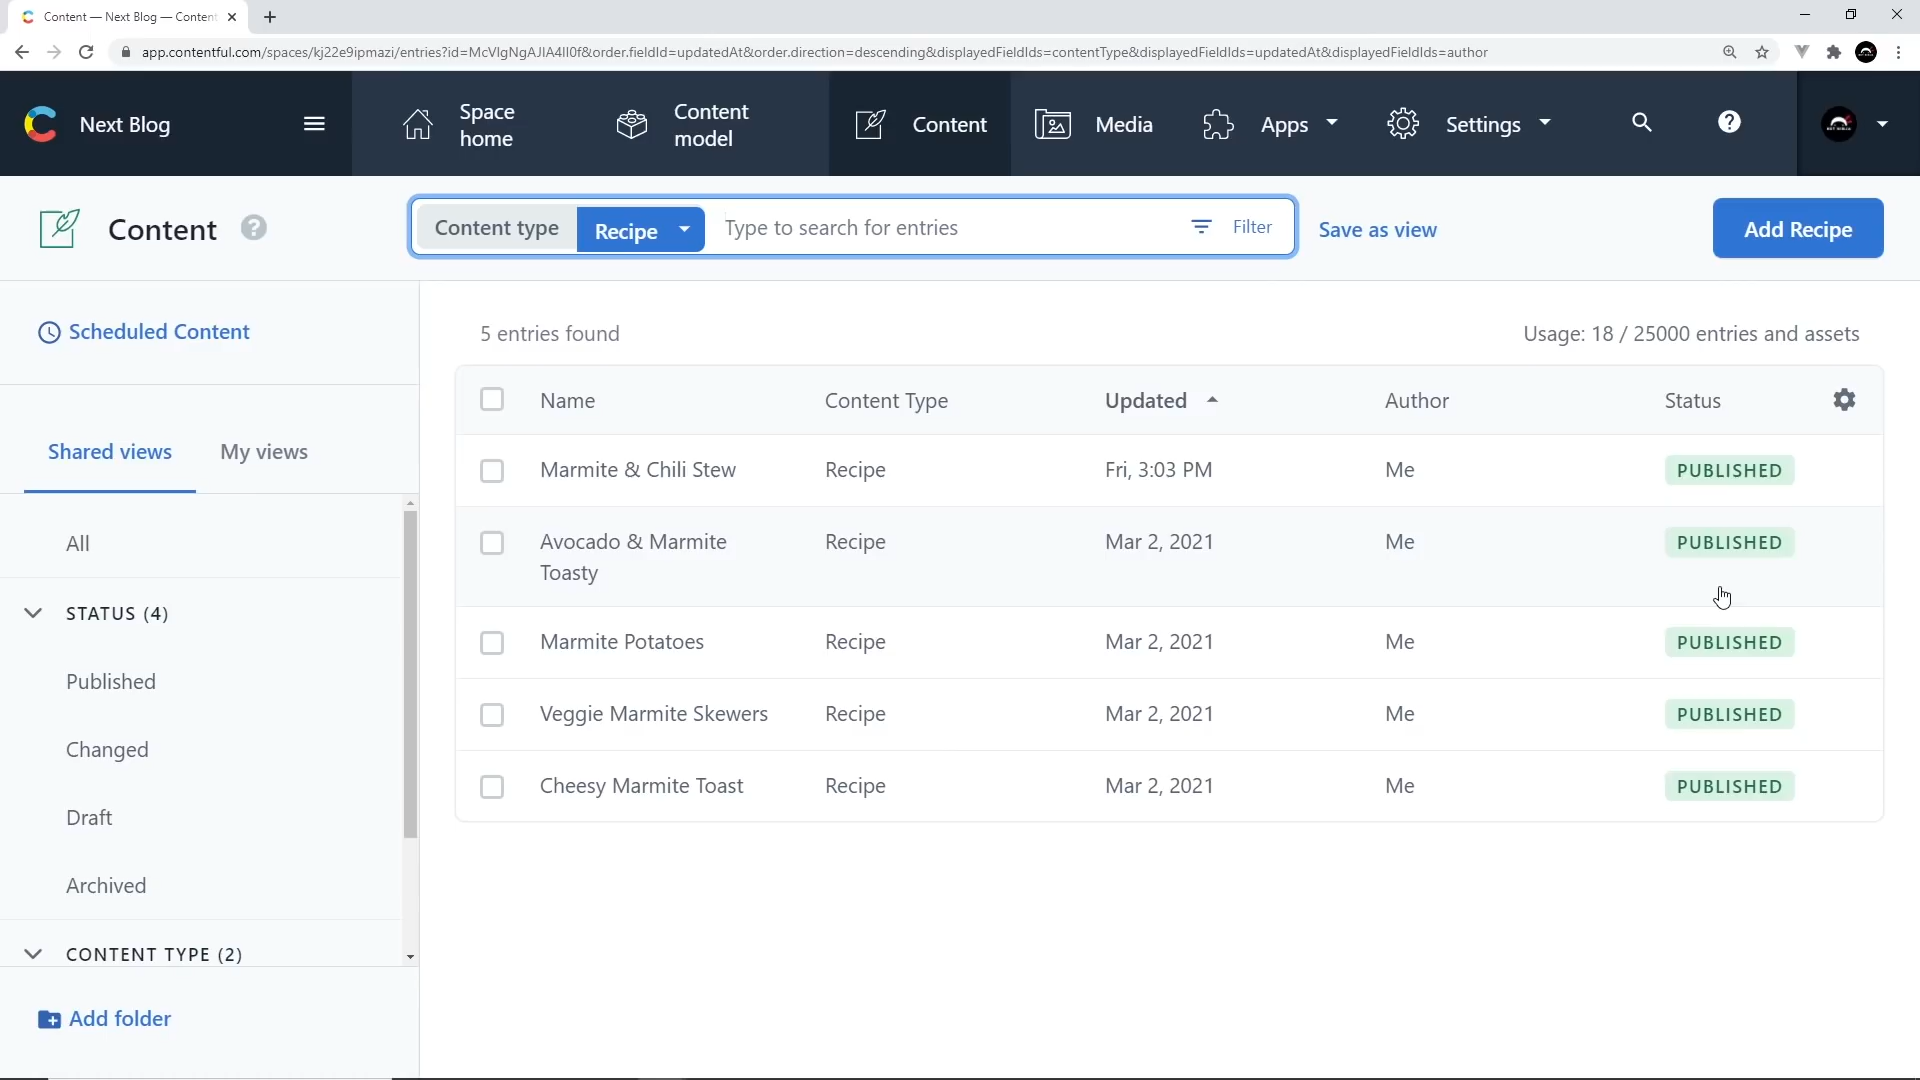 Content — Next Blog — Content
app.contentful.com/spaces/kj22e9ipmazi/entries?id=McVlgNgAJlA4Il0f&order.fieldId=updatedAt&order.direction=descending&displayedFieldIds=contentType&displayedFieldIds=updatedAt&displayedFieldIds=author
Next Blog
Space home
Content model
Content
Media
Apps
Settings
Content
Content type
Recipe
Type to search for entries
Filter
Save as view
Add Recipe
Scheduled Content
5 entries found
Usage: 18 / 25000 entries and assets
Shared views
My views
All
STATUS (4)
Published
Changed
Draft
Archived
CONTENT TYPE (2)
Add folder
Name Content Type Updated Author Status
Marmite & Chili Stew Recipe Fri, 3:03 PM Me PUBLISHED
Avocado & Marmite Toasty Recipe Mar 2, 2021 Me PUBLISHED
Marmite Potatoes Recipe Mar 2, 2021 Me PUBLISHED
Veggie Marmite Skewers Recipe Mar 2, 2021 Me PUBLISHED
Cheesy Marmite Toast Recipe Mar 2, 2021 Me PUBLISHED